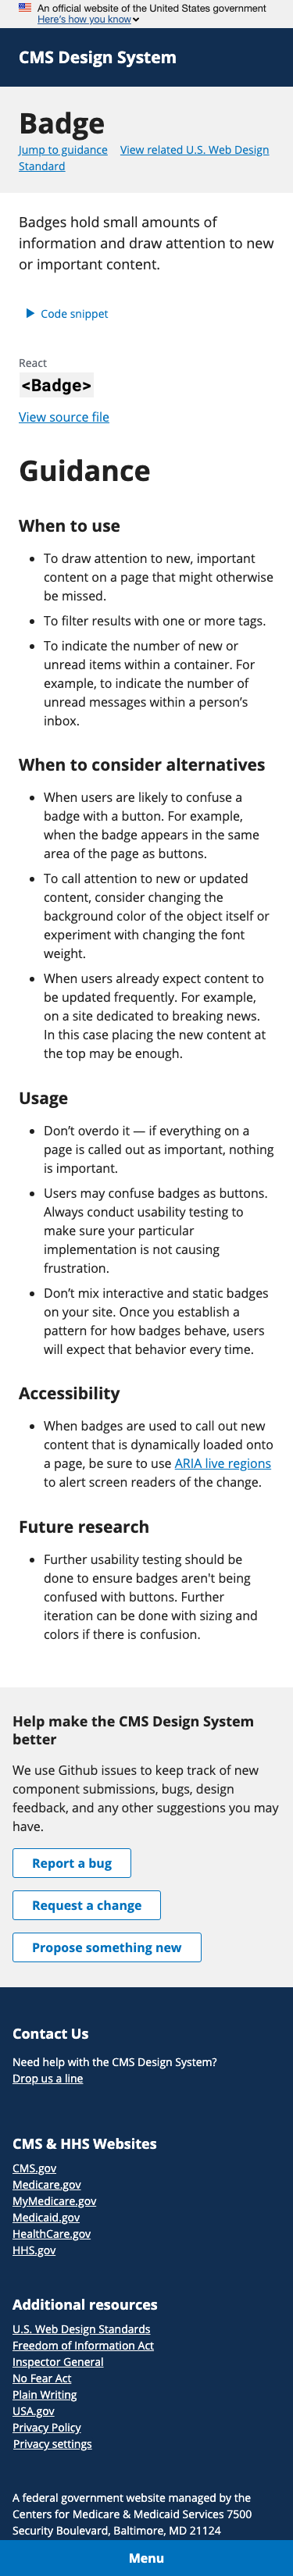 An official website of the United States government
Here's how you know
CMS Design System
Badge
Jump to guidance View related U.S. Web Design
Standard
Badges hold small amounts of
information and draw attention to new
or important content.
Code snippet
React
<Badge>
View source file
Guidance
When to use
To draw attention to new, important
content on a page that might otherwise
be missed.
To filter results with one or more tags.
To indicate the number of new or
unread items within a container. For
example, to indicate the number of
unread messages within a person’s
inbox.
When to consider alternatives
When users are likely to confuse a
badge with a button. For example,
when the badge appears in the same
area of the page as buttons.
To call attention to new or updated
content, consider changing the
background color of the object itself or
experiment with changing the font
weight.
When users already expect content to
be updated frequently. For example,
on a site dedicated to breaking news.
In this case placing the new content at
the top may be enough.
Usage
Don’t overdo it — if everything on a
page is called out as important, nothing
is important.
Users may confuse badges as buttons.
Always conduct usability testing to
make sure your particular
implementation is not causing
frustration.
Don’t mix interactive and static badges
on your site. Once you establish a
pattern for how badges behave, users
will expect that behavior every time.
Accessibility
When badges are used to call out new
content that is dynamically loaded onto
a page, be sure to use ARIA live regions
to alert screen readers of the change.
Future research
Further usability testing should be
done to ensure badges aren't being
confused with buttons. Further
iteration can be done with sizing and
colors if there is confusion.
Help make the CMS Design System
better
We use Github issues to keep track of new
component submissions, bugs, design
feedback, and any other suggestions you may
have.
Report a bug
Request a change
Propose something new
Contact Us
Need help with the CMS Design System?
Drop us a line
CMS & HHS Websites
CMS.gov
Medicare.gov
MyMedicare.gov
Medicaid.gov
HealthCare.gov
HHS.gov
Additional resources
U.S. Web Design Standards
Freedom of Information Act
Inspector General
No Fear Act
Plain Writing
USA.gov
Privacy Policy
Privacy settings
A federal government website managed by the
Centers for Medicare & Medicaid Services 7500
Security Boulevard, Baltimore, MD 21124
Menu